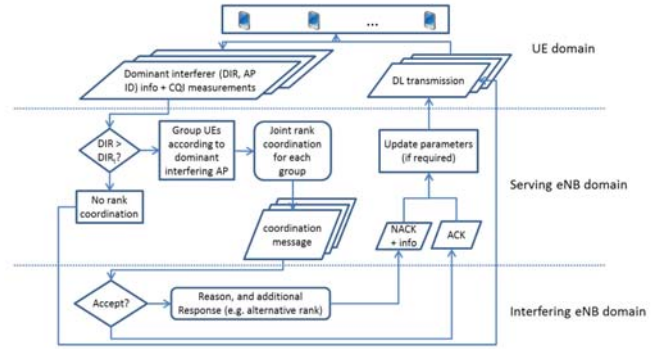 ...
UE domain
Dominant interferer (DIR, AP
ID) info + CQI measurements
DL transmission
DIR >
DIRt?
Group UEs
according to
dominant
interfering AP
Joint rank
coordination
for each
group
Update parameters
(if required)
No rank
coordination
Serving eNB domain
coordination
message
NACK
+ info
ACK
Accept?
Reason, and additional
Response (e.g. alternative rank)
Interfering eNB domain